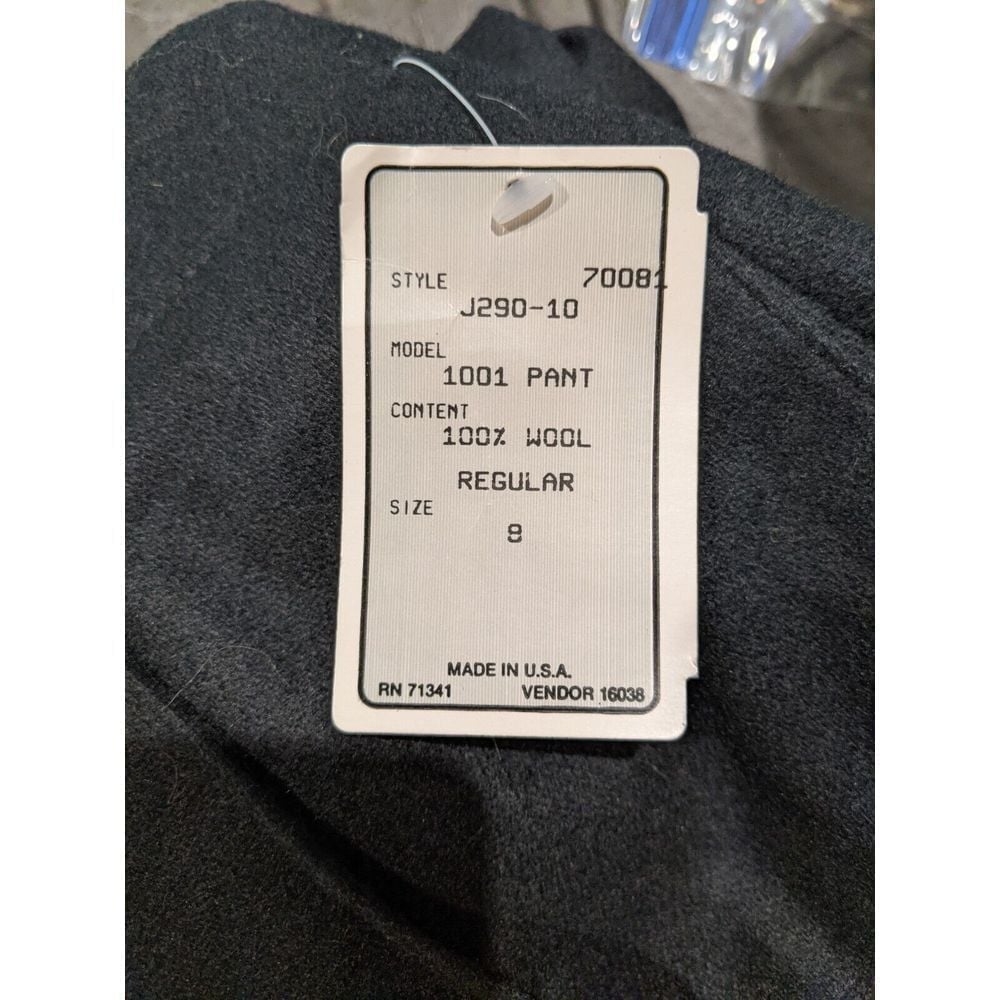 STYLE 70081
J290-10
MODEL
1001 PANT
CONTENT
100% WOOL
REGULAR
SIZE
8
MADE IN U.S.A.
RN 71341 VENDOR 16038